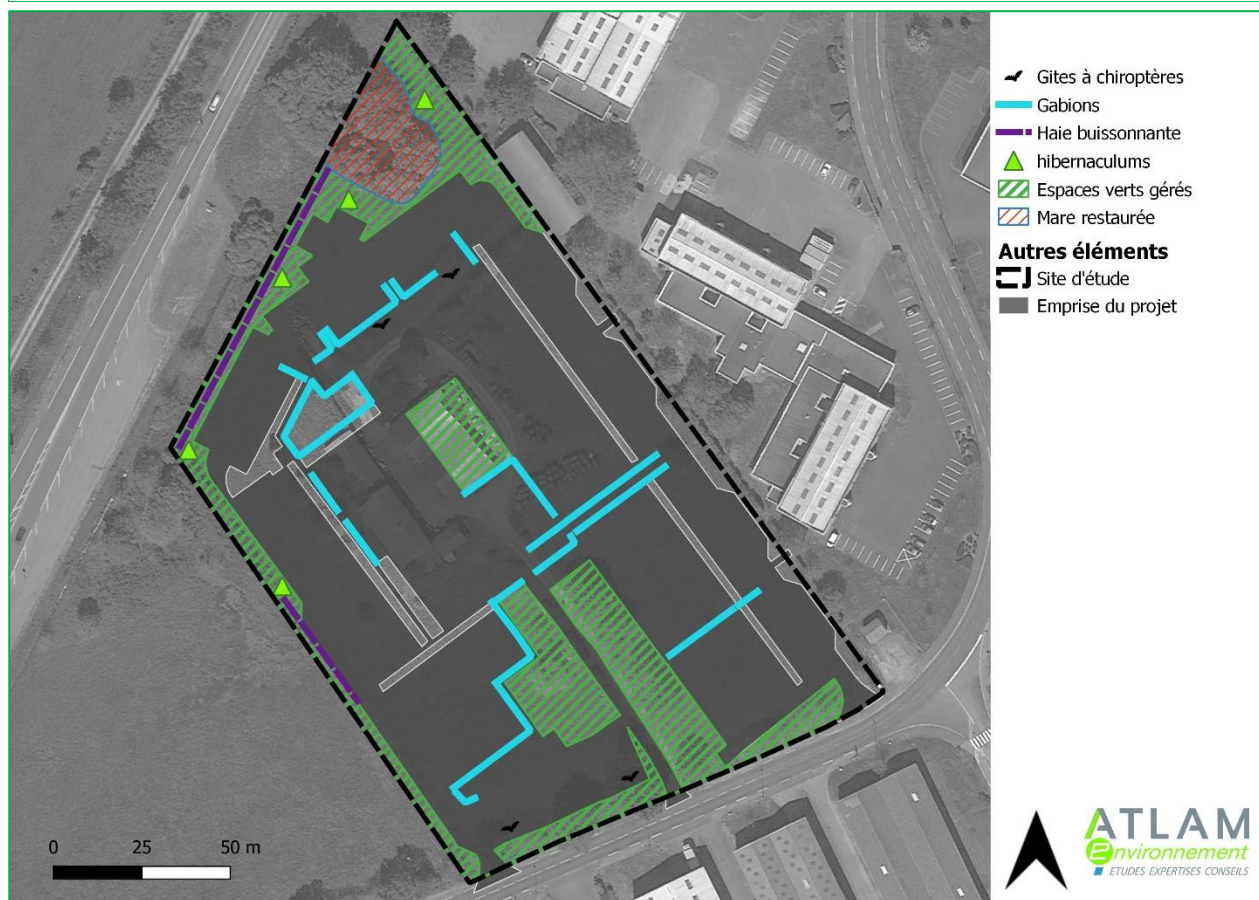 Gites à chiroptères
Gabions
Haie buissonnante
hibernaculums
Espaces verts gérés
Mare restaurée
Autres éléments
Site d'étude
Emprise du projet
0 25 50 m
ATLAM
Environnement
ETUDES EXPERTISES CONSEILS